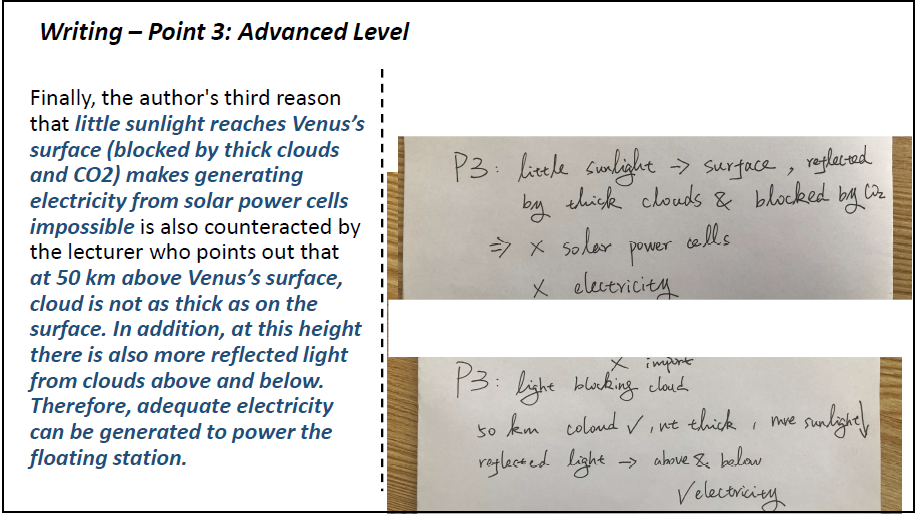 Writing – Point 3: Advanced Level
Finally, the author's third reason
that little sunlight reaches Venus's
surface (blocked by thick clouds
and CO2) makes generating
electricity from solar power cells
impossible is also counteracted by
the lecturer who points out that
at 50 km above Venus's surface,
cloud is not as thick as on the
surface. In addition, at this height
there is also more reflected light
from clouds above and below.
Therefore, adequate electricity
can be generated to power the
floating station.
P3: little sunlight → surface, reflected
by thick clouds & blocked by CO2
⇒ × solar power cells
× electricity
× import
P3: light blocking cloud
50 km coloud ✓, nt thick, mre sunlight↓
reflected light → above & below
✓ electricity